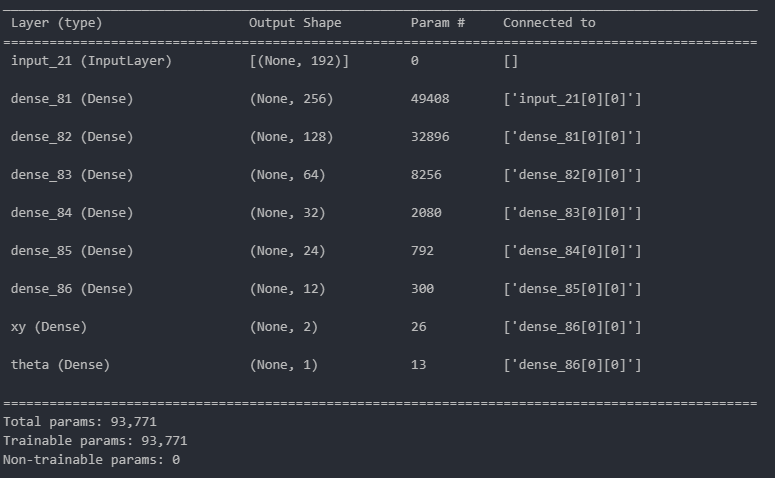 Layer (type) Output Shape Param # Connected to
==================================================================================================
input_21 (InputLayer) [(None, 192)] 0 []
dense_81 (Dense) (None, 256) 49408 ['input_21[0][0]']
dense_82 (Dense) (None, 128) 32896 ['dense_81[0][0]']
dense_83 (Dense) (None, 64) 8256 ['dense_82[0][0]']
dense_84 (Dense) (None, 32) 2080 ['dense_83[0][0]']
dense_85 (Dense) (None, 24) 792 ['dense_84[0][0]']
dense_86 (Dense) (None, 12) 300 ['dense_85[0][0]']
xy (Dense) (None, 2) 26 ['dense_86[0][0]']
theta (Dense) (None, 1) 13 ['dense_86[0][0]']
==================================================================================================
Total params: 93,771
Trainable params: 93,771
Non-trainable params: 0